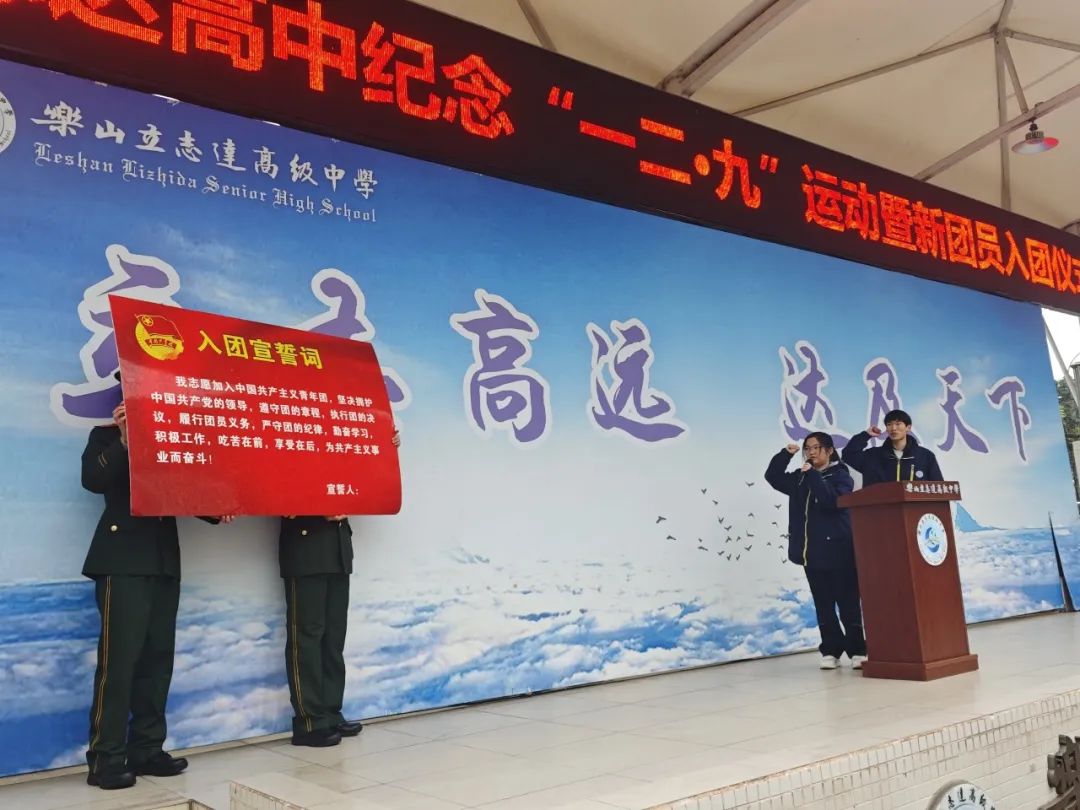 达高中纪念“一二·九”运动暨新团员入团仪式
樂山立志達高级中學
Leshan Lizhida Senior High School
高远 达及天下
入团宣誓词
我志愿加入中国共产主义青年团，坚决拥护
中国共产党的领导，遵守团的章程，执行团的决
议，履行团员义务，严守团的纪律，勤奋学习，
积极工作，吃苦在前，享受在后，为共产主义事
业而奋斗！
宣誓人：
樂山立志達高级中學